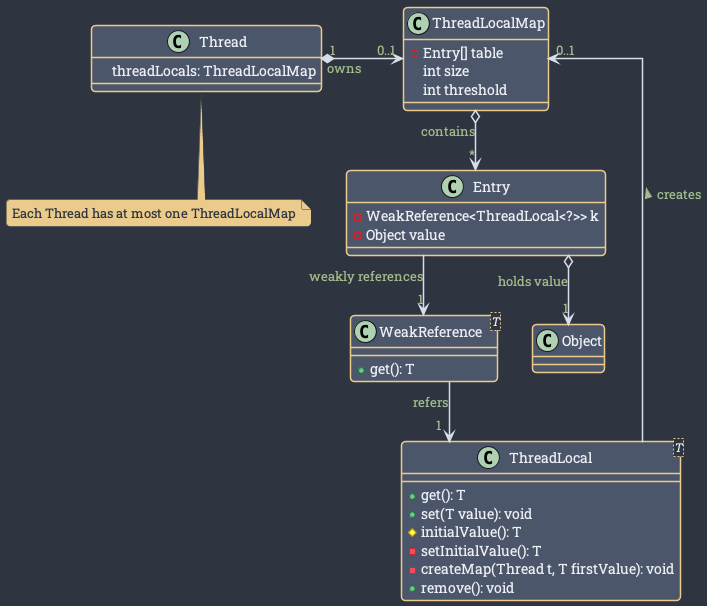 C ThreadLocalMap
Entry[] table
int size
int threshold
C Thread
threadLocals: ThreadLocalMap
1
0..1
owns
0..1
contains
*
creates
Each Thread has at most one ThreadLocalMap
C Entry
WeakReference<ThreadLocal<?>> k
Object value
weakly references
1
holds value
1
C WeakReference
T
get(): T
C Object
refers
1
C ThreadLocal
T
get(): T
set(T value): void
initialValue(): T
setInitialValue(): T
createMap(Thread t, T firstValue): void
remove(): void